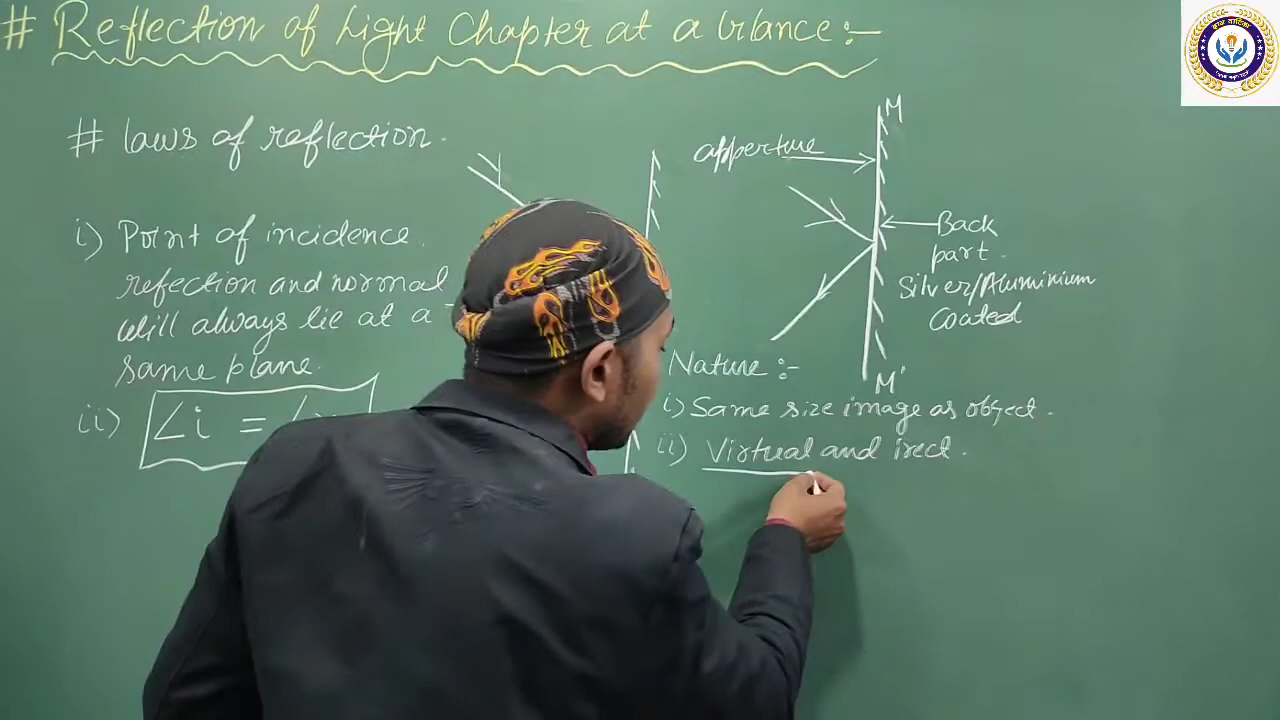 # Reflection of Light Chapter at a Glance :-
# laws of reflection.
i) Point of incidence.
refection and normal
will always lie at a
same plane.
ii) ∠i =
M
apperture
Back
part.
Silver/Aluminium
Coated
M'
Nature :-
i) Same size image as object.
ii) Virtual and irect.